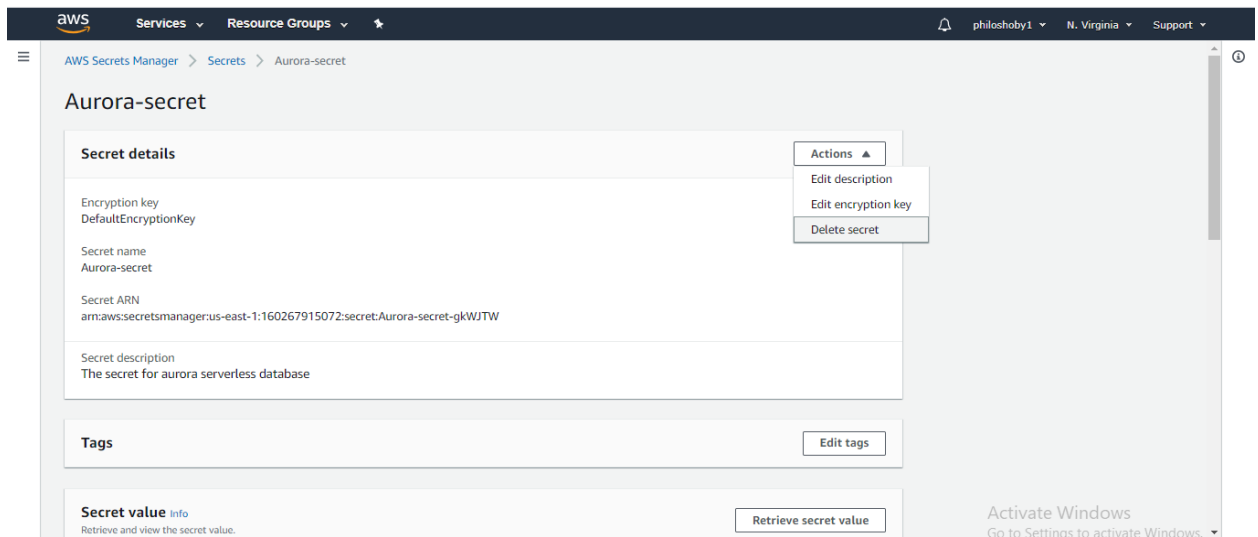 aws Services Resource Groups philoshoby1 N. Virginia Support
AWS Secrets Manager > Secrets > Aurora-secret
Aurora-secret
Secret details
Actions
Edit description
Edit encryption key
Delete secret
Encryption key
DefaultEncryptionKey
Secret name
Aurora-secret
Secret ARN
arn:aws:secretsmanager:us-east-1:160267915072:secret:Aurora-secret-gkWJTW
Secret description
The secret for aurora serverless database
Tags
Edit tags
Secret value Info
Retrieve and view the secret value.
Retrieve secret value
Activate Windows
Go to Settings to activate Windows.